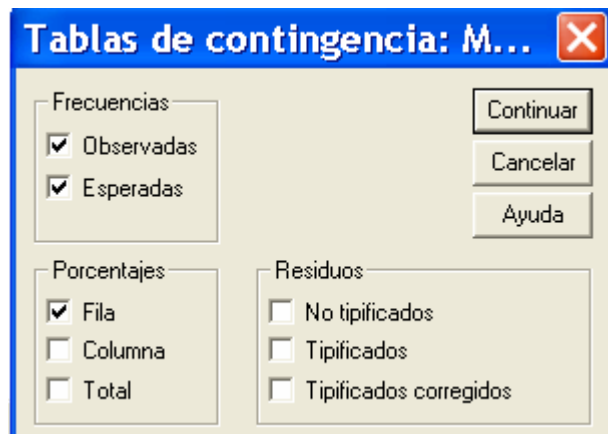 Tablas de contingencia: M...
Frecuencias
Observadas
Esperadas
Continuar
Cancelar
Ayuda
Porcentajes
Fila
Columna
Total
Residuos
No tipificados
Tipificados
Tipificados corregidos